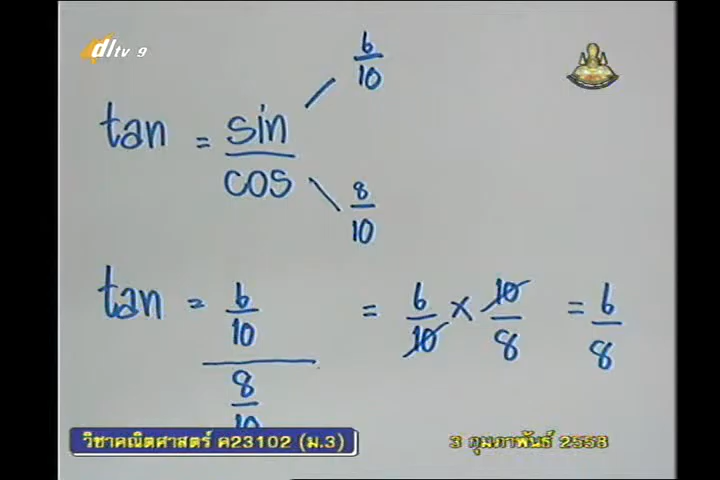 dltv 9
6/10
tan = sin/cos
8/10
tan = 6/10 / 8/10 = 6/10 × 10/8 = 6/8
วิชาคณิตศาสตร์ ค23102 (ม.3)
3 กุมภาพันธ์ 2553